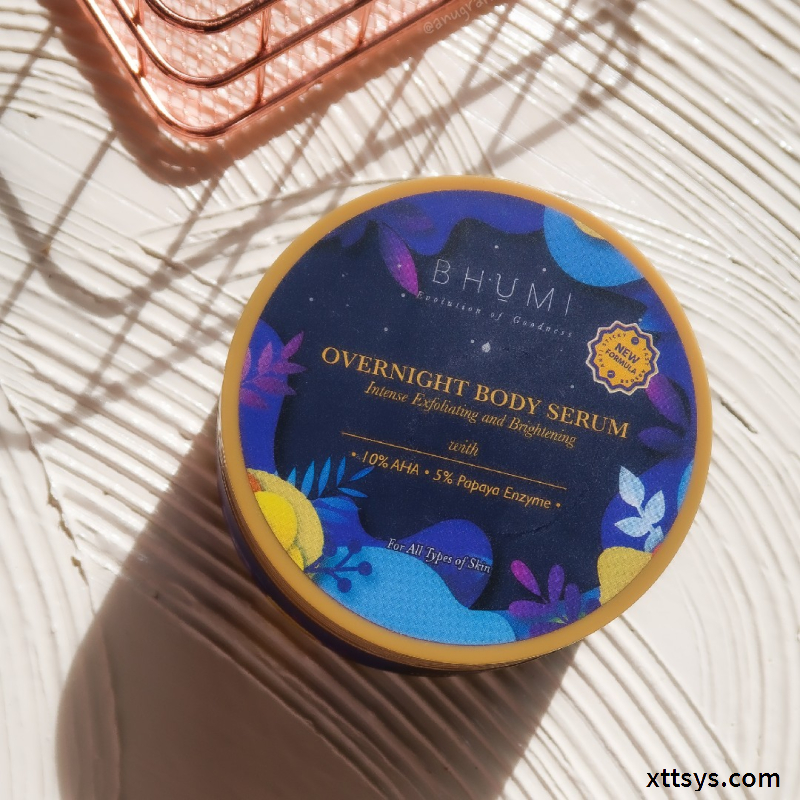 BHUMI
Evolution of Goodness
NEW
FORMULA
OVERNIGHT BODY SERUM
Intense Exfoliating and Brightening
with
• 10% AHA • 5% Papaya Enzyme •
For All Types of Skin
xttsys.com